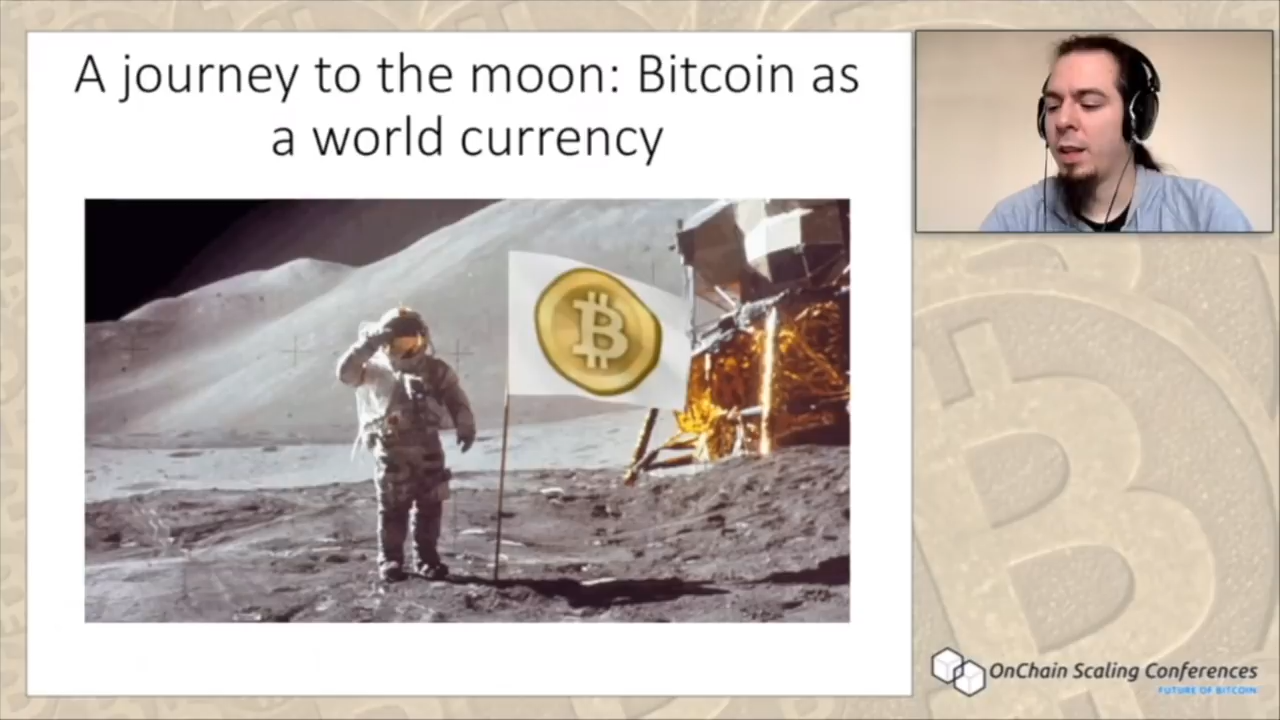 A journey to the moon: Bitcoin as
a world currency
OnChain Scaling Conferences
FUTURE OF BITCOIN